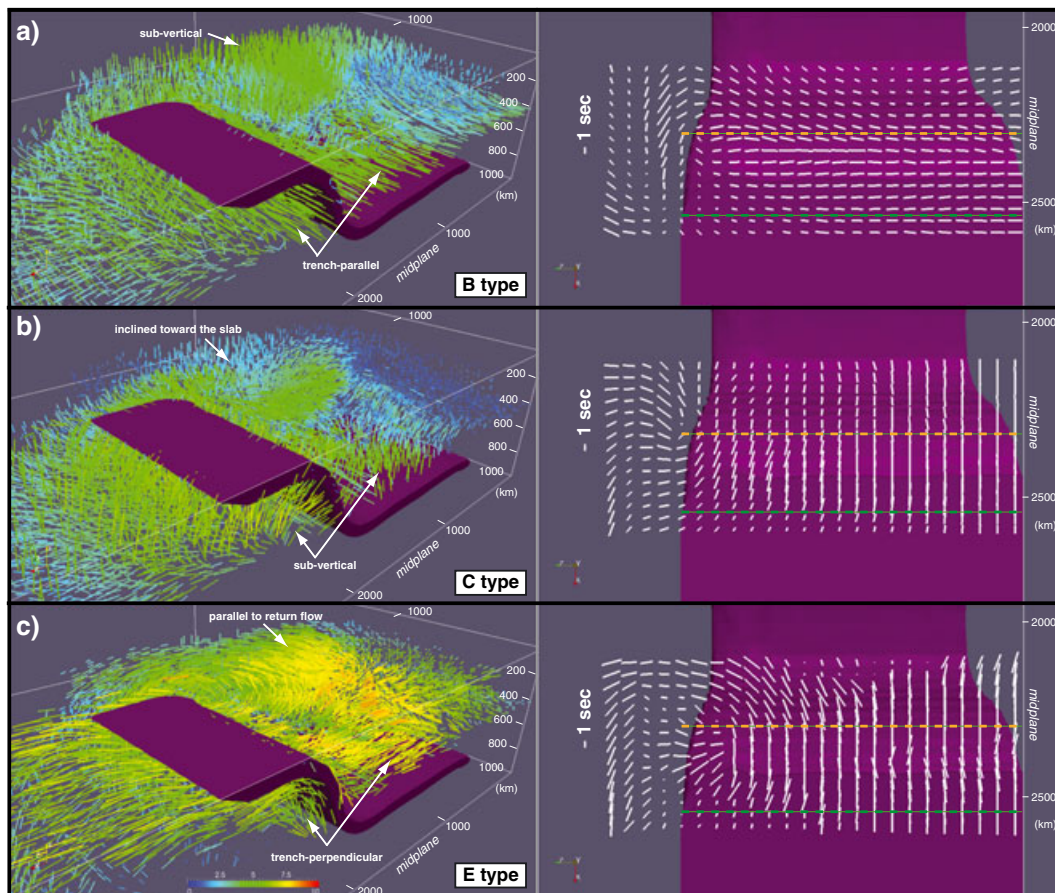 a)
sub-vertical
1000
200
400
600
800
1000
(km)
1000
midplane
2000
trench-parallel
B type
- 1 sec
2000
midplane
2500
(km)
b)
inclined toward the slab
1000
200
400
600
800
1000
(km)
1000
midplane
2000
sub-vertical
C type
- 1 sec
2000
midplane
2500
(km)
c)
parallel to return flow
1000
200
400
600
800
1000
(km)
1000
midplane
2000
trench-perpendicular
E type
2.5 5 7.5
- 1 sec
2000
midplane
2500
(km)